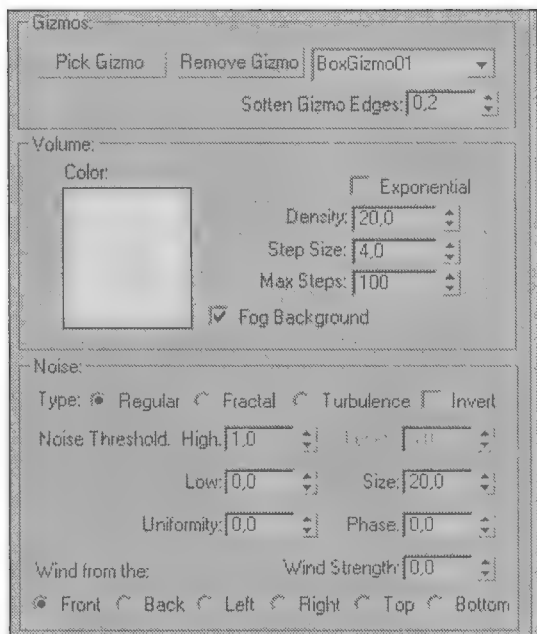 Gizmos:
Pick Gizmo Remove Gizmo BoxGizmo01
Soften Gizmo Edges: 0,2
Volume:
Color:
Exponential
Density: 20,0
Step Size: 4,0
Max Steps: 100
Fog Background
Noise:
Type: Regular Fractal Turbulence Invert
Noise Threshold. High. 1,0
Low: 0,0 Size: 20,0
Uniformity: 0,0 Phase. 0,0
Wind from the: Wind Strength: 0,0
Front Back Left Right Top Bottom